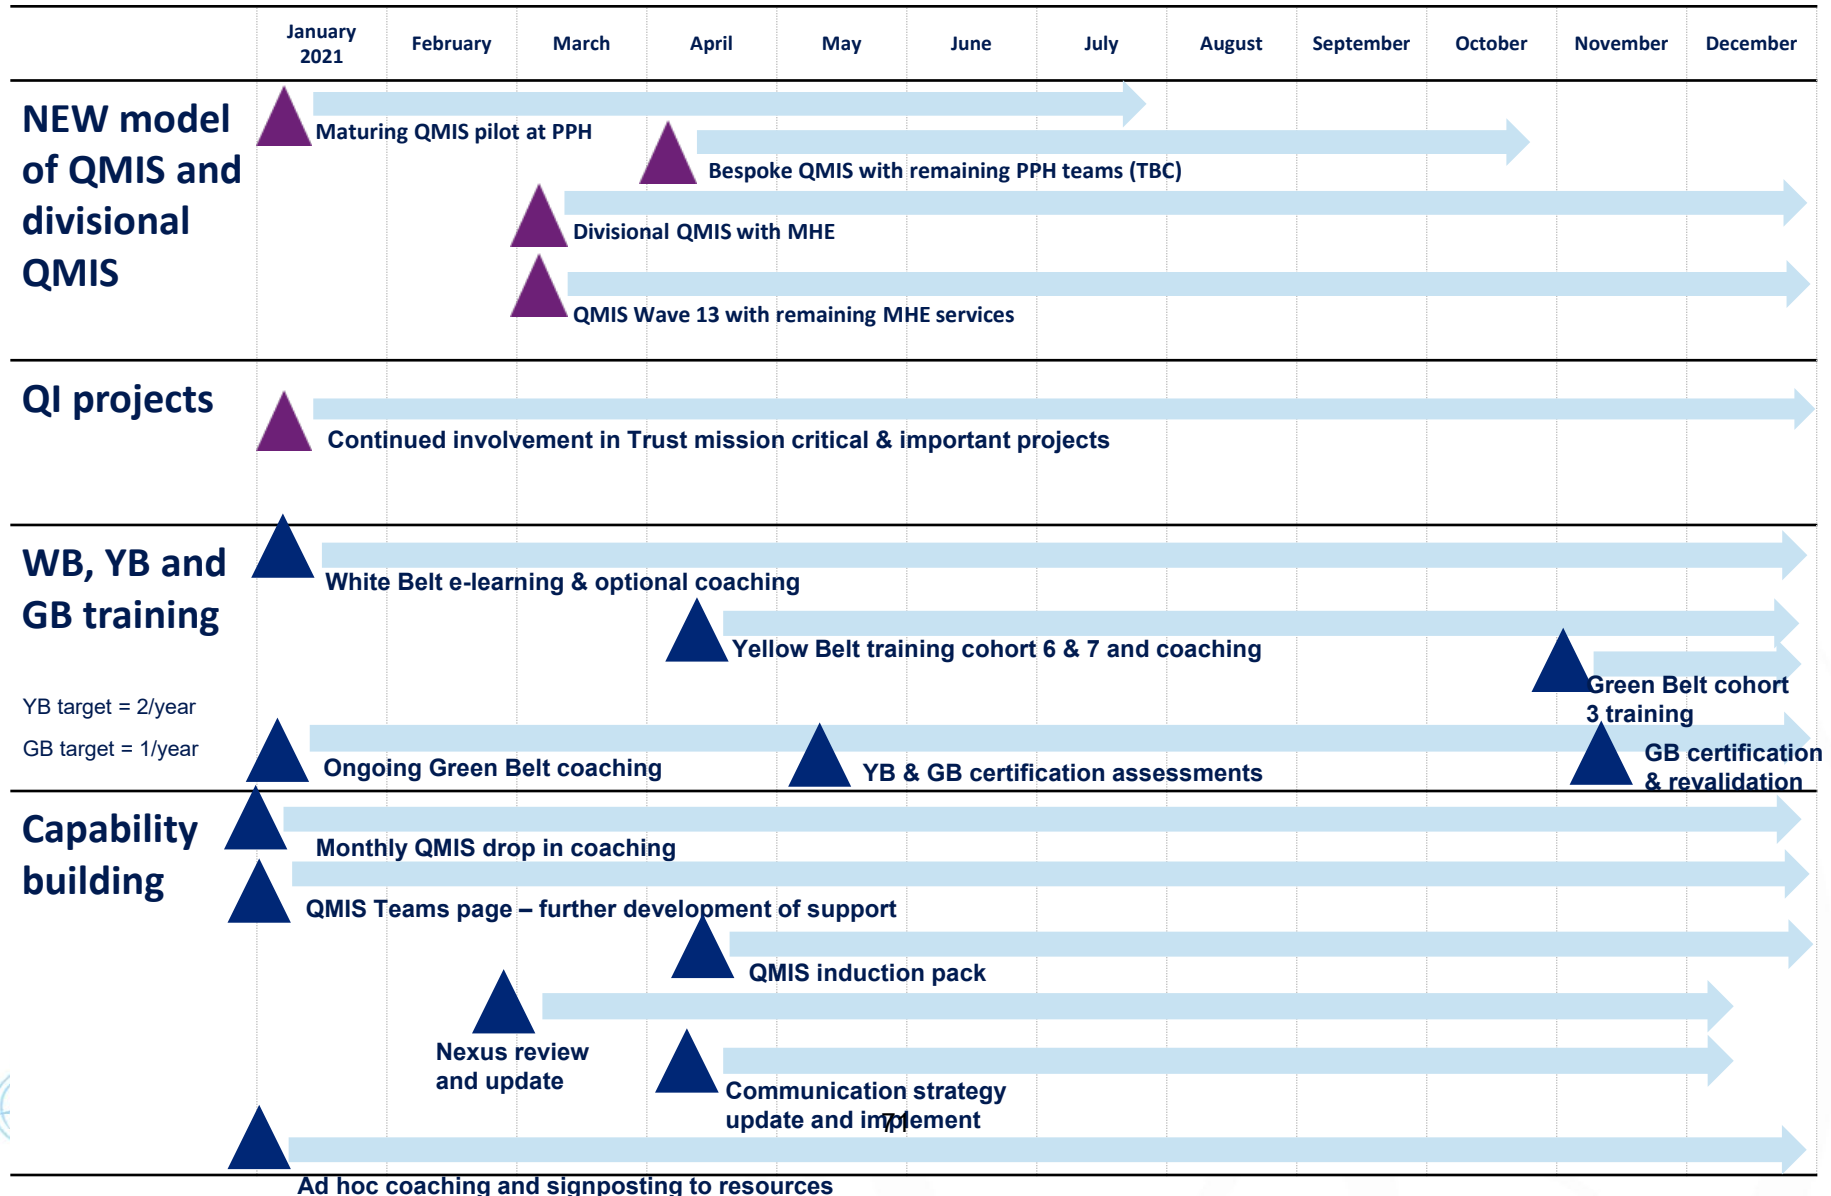 January
2021
February
March
April
May
June
July
August
September
October
November
December
NEW model
of QMIS and
divisional
QMIS
Maturing QMIS pilot at PPH
Bespoke QMIS with remaining PPH teams (TBC)
Divisional QMIS with MHE
QMIS Wave 13 with remaining MHE services
QI projects
Continued involvement in Trust mission critical & important projects
WB, YB and
GB training
YB target = 2/year
GB target = 1/year
White Belt e-learning & optional coaching
Yellow Belt training cohort 6 & 7 and coaching
Green Belt cohort
3 training
Ongoing Green Belt coaching
YB & GB certification assessments
GB certification
& revalidation
Capability
building
Monthly QMIS drop in coaching
QMIS Teams page – further development of support
QMIS induction pack
Nexus review
and update
Communication strategy
update and implement
71
Ad hoc coaching and signposting to resources